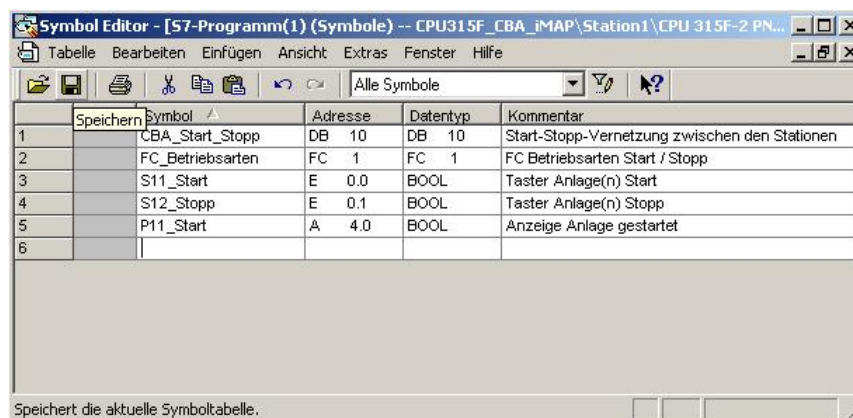 Symbol Editor - [S7-Programm(1) (Symbole) -- CPU315F_CBA_iMAP\Station1\CPU 315F-2 PN...
Tabelle Bearbeiten Einfügen Ansicht Extras Fenster Hilfe
Alle Symbole
Speichern Symbol Adresse Datentyp Kommentar
1 CBA_Start_Stopp DB 10 DB 10 Start-Stopp-Vernetzung zwischen den Stationen
2 FC_Betriebsarten FC 1 FC 1 FC Betriebsarten Start / Stopp
3 S11_Start E 0.0 BOOL Taster Anlage(n) Start
4 S12_Stopp E 0.1 BOOL Taster Anlage(n) Stopp
5 P11_Start A 4.0 BOOL Anzeige Anlage gestartet
6
Speichert die aktuelle Symboltabelle.